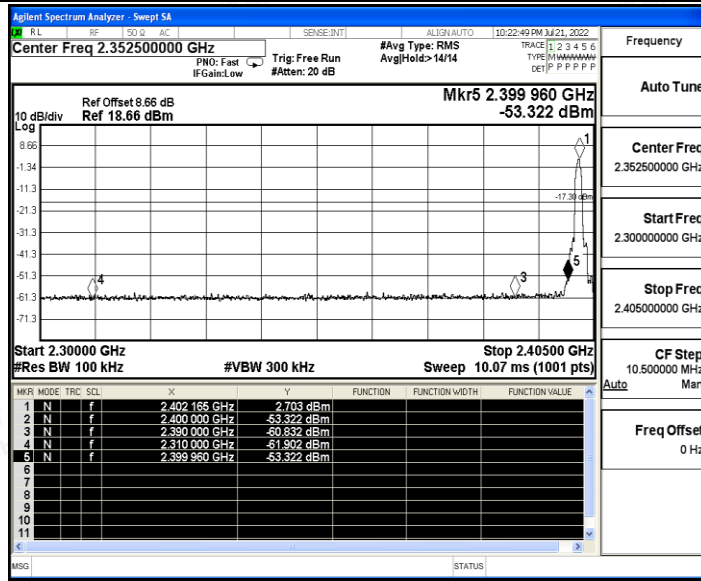 Agilent Spectrum Analyzer - Swept SA
RL RF 50 Ω AC SENSE:INT ALIGN AUTO 10:22:49 PM Jul 21, 2022
Center Freq 2.352500000 GHz
PNO: Fast
IFGain:Low
Trig: Free Run
#Atten: 20 dB
#Avg Type: RMS
Avg|Hold:> 14/14
TRACE 1 2 3 4 5 6
TYPE MWWWWW
DET P P P P P P
Ref Offset 8.66 dB
Ref 18.66 dBm
10 dB/div
Log
Mkr5 2.399 960 GHz
-53.322 dBm
8.66
-1.34
-11.3
-21.3
-31.3
-41.3
-51.3
-61.3
-71.3
1
-17.30 dBm
5
3
4
Start 2.30000 GHz
Stop 2.40500 GHz
#Res BW 100 kHz
#VBW 300 kHz
Sweep 10.07 ms (1001 pts)
MKR MODE TRC SCL X Y FUNCTION FUNCTION WIDTH FUNCTION VALUE
1 N f 2.402 165 GHz 2.703 dBm
2 N f 2.400 000 GHz -53.322 dBm
3 N f 2.390 000 GHz -60.832 dBm
4 N f 2.310 000 GHz -61.902 dBm
5 N f 2.399 960 GHz -53.322 dBm
6
7
8
9
10
11
MSG
STATUS
Frequency
Auto Tune
Center Freq
2.352500000 GHz
Start Freq
2.300000000 GHz
Stop Freq
2.405000000 GHz
CF Step
10.500000 MHz
Auto Man
Freq Offset
0 Hz